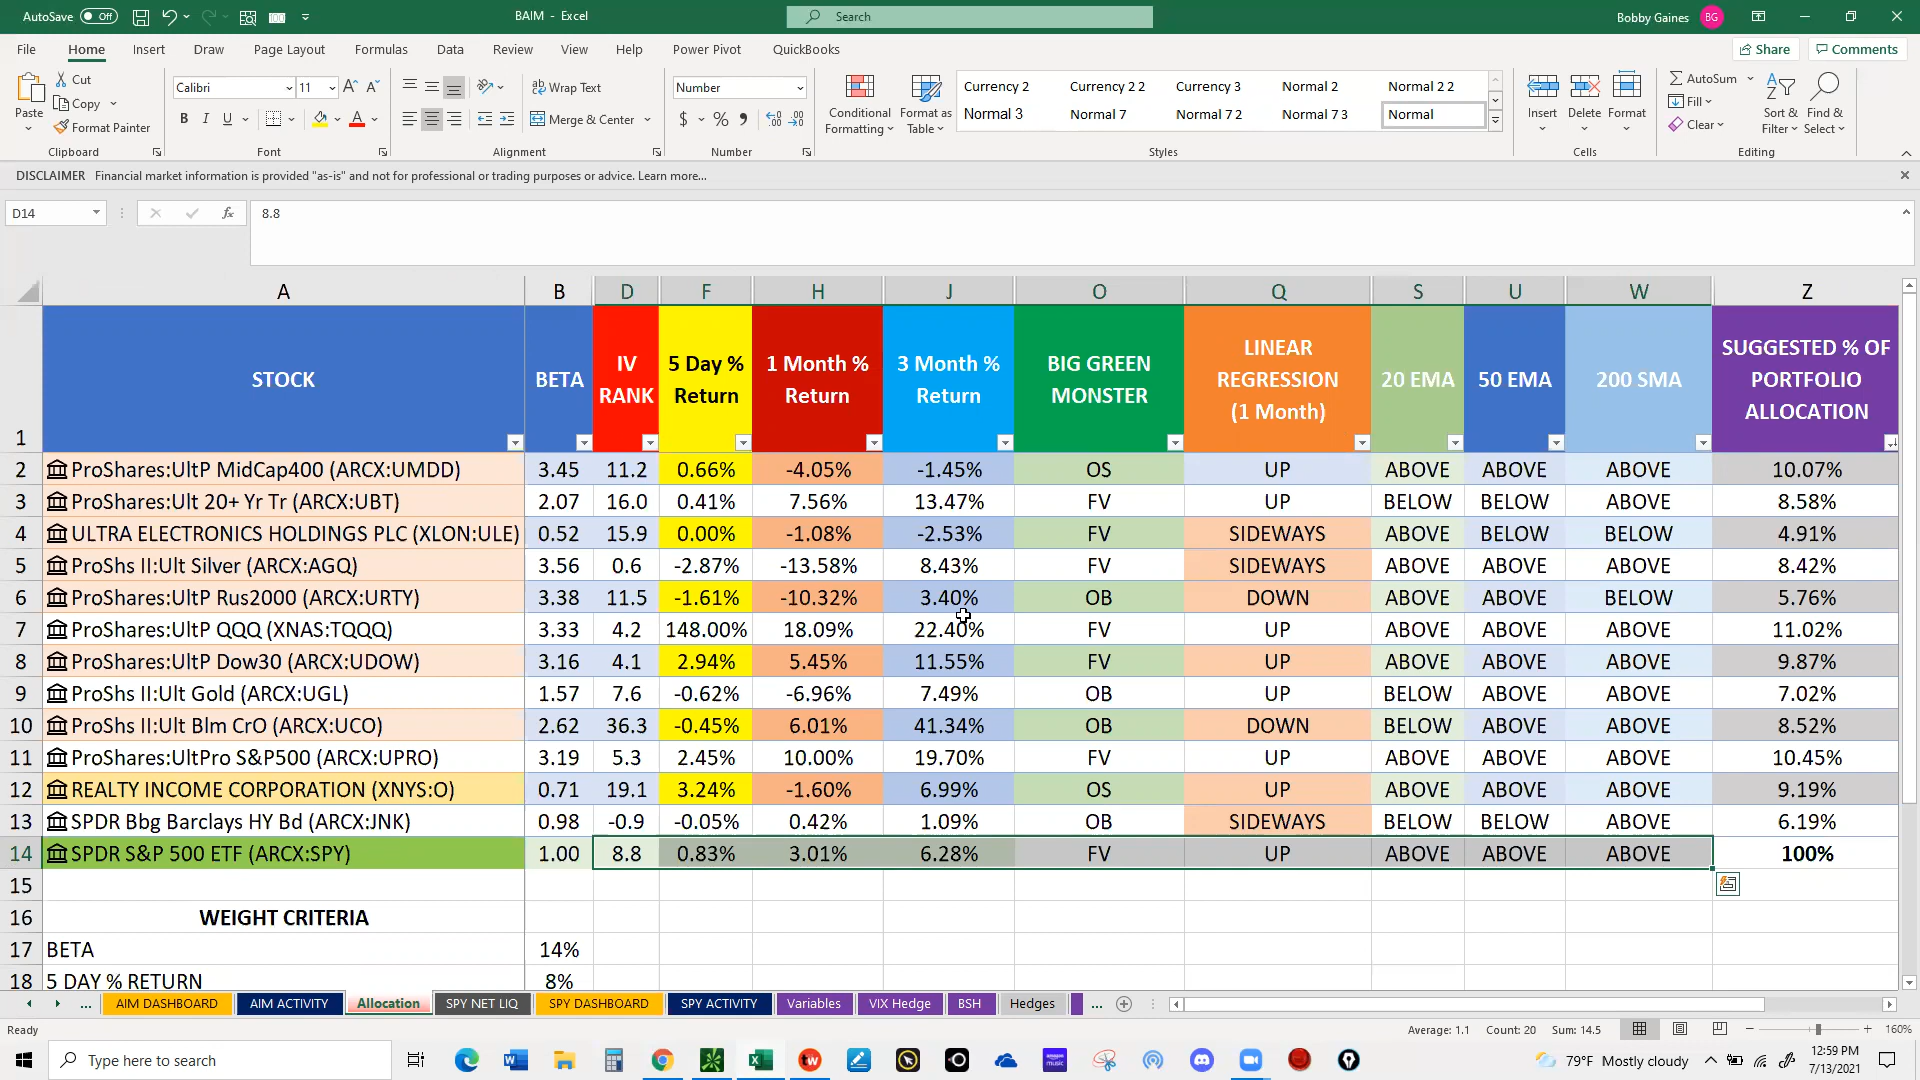 AutoSave Off BAIM - Excel Search Bobby Gaines BG
File Home Insert Draw Page Layout Formulas Data Review View Help Power Pivot QuickBooks Share Comments
Paste Cut Copy Format Painter Clipboard
Calibri 11 B I U A Font
Wrap Text Merge & Center Alignment
Number $ % Number
Conditional Formatting Format as Table
Currency 2 Currency 2 2 Currency 3 Normal 2 Normal 2 2
Normal 3 Normal 7 Normal 7 2 Normal 7 3 Normal
Styles
Insert Delete Format Cells
AutoSum Fill Clear Sort & Filter Find & Select Editing
DISCLAIMER Financial market information is provided "as-is" and not for professional or trading purposes or advice. Learn more...
D14 fx 8.8
A B D F H J O Q S U W Z
1 STOCK BETA IV RANK 5 Day % Return 1 Month % Return 3 Month % Return BIG GREEN MONSTER LINEAR REGRESSION (1 Month) 20 EMA 50 EMA 200 SMA SUGGESTED % OF PORTFOLIO ALLOCATION
2 ProShares:UltP MidCap400 (ARCX:UMDD) 3.45 11.2 0.66% -4.05% -1.45% OS UP ABOVE ABOVE ABOVE 10.07%
3 ProShares:Ult 20+ Yr Tr (ARCX:UBT) 2.07 16.0 0.41% 7.56% 13.47% FV UP BELOW BELOW ABOVE 8.58%
4 ULTRA ELECTRONICS HOLDINGS PLC (XLON:ULE) 0.52 15.9 0.00% -1.08% -2.53% FV SIDEWAYS ABOVE BELOW BELOW 4.91%
5 ProShs II:Ult Silver (ARCX:AGQ) 3.56 0.6 -2.87% -13.58% 8.43% FV SIDEWAYS ABOVE ABOVE ABOVE 8.42%
6 ProShares:UltP Rus2000 (ARCX:URTY) 3.38 11.5 -1.61% -10.32% 3.40% OB DOWN ABOVE ABOVE BELOW 5.76%
7 ProShares:UltP QQQ (XNAS:TQQQ) 3.33 4.2 148.00% 18.09% 22.40% FV UP ABOVE ABOVE ABOVE 11.02%
8 ProShares:UltP Dow30 (ARCX:UDOW) 3.16 4.1 2.94% 5.45% 11.55% FV UP ABOVE ABOVE ABOVE 9.87%
9 ProShs II:Ult Gold (ARCX:UGL) 1.57 7.6 -0.62% -6.96% 7.49% OB UP BELOW ABOVE ABOVE 7.02%
10 ProShs II:Ult Blm CrO (ARCX:UCO) 2.62 36.3 -0.45% 6.01% 41.34% OB DOWN BELOW ABOVE ABOVE 8.52%
11 ProShares:UltPro S&P500 (ARCX:UPRO) 3.19 5.3 2.45% 10.00% 19.70% FV UP ABOVE ABOVE ABOVE 10.45%
12 REALTY INCOME CORPORATION (XNYS:O) 0.71 19.1 3.24% -1.60% 6.99% OS UP ABOVE ABOVE ABOVE 9.19%
13 SPDR Bbg Barclays HY Bd (ARCX:JNK) 0.98 -0.9 -0.05% 0.42% 1.09% OB SIDEWAYS BELOW BELOW ABOVE 6.19%
14 SPDR S&P 500 ETF (ARCX:SPY) 1.00 8.8 0.83% 3.01% 6.28% FV UP ABOVE ABOVE ABOVE 100%
15
16 WEIGHT CRITERIA
17 BETA 14%
18 5 DAY % RETURN 8%
... AIM DASHBOARD AIM ACTIVITY Allocation SPY NET LIQ SPY DASHBOARD SPY ACTIVITY Variables VIX Hedge BSH Hedges ...
Ready Average: 1.1 Count: 20 Sum: 14.5 160%
Type here to search 79°F Mostly cloudy 12:59 PM
7/13/2021